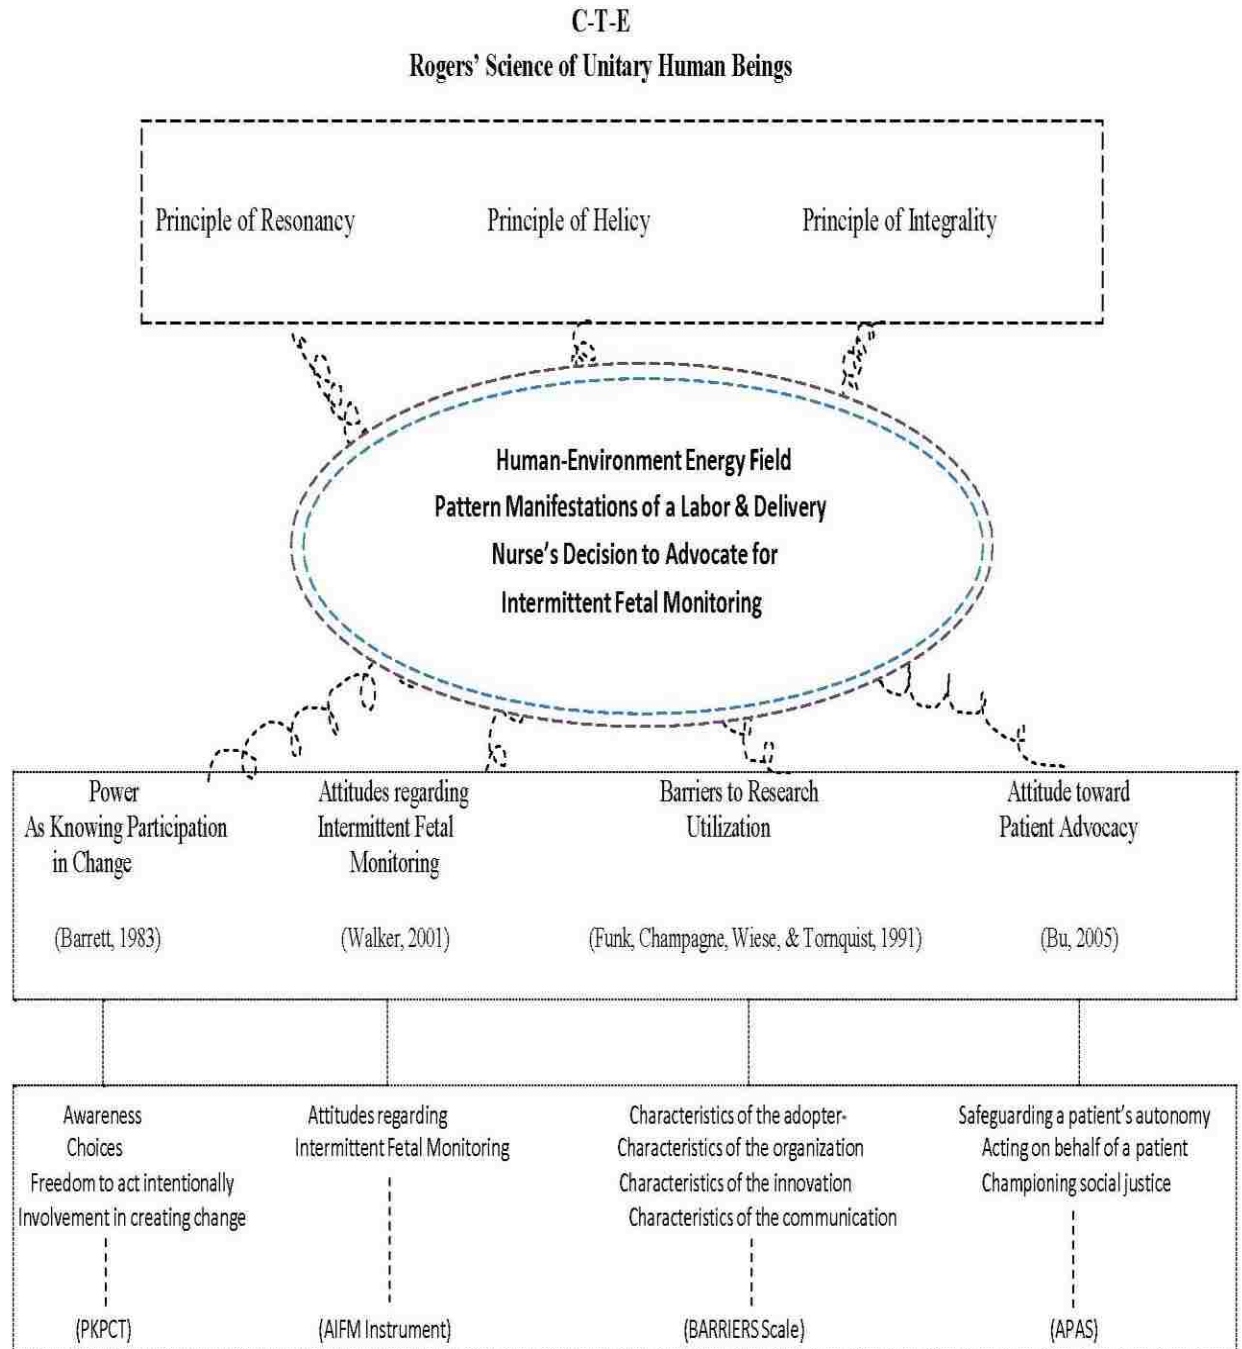 C-T-E
Rogers' Science of Unitary Human Beings
Principle of Resonancy
Principle of Helicy
Principle of Integrality
Human-Environment Energy Field
Pattern Manifestations of a Labor & Delivery
Nurse's Decision to Advocate for
Intermittent Fetal Monitoring
Power
As Knowing Participation
in Change
(Barrett, 1983)
Attitudes regarding
Intermittent Fetal
Monitoring
(Walker, 2001)
Barriers to Research
Utilization
(Funk, Champagne, Wiese, & Tornquist, 1991)
Attitude toward
Patient Advocacy
(Bu, 2005)
Awareness
Choices
Freedom to act intentionally
Involvement in creating change
(PKPCT)
Attitudes regarding
Intermittent Fetal Monitoring
(AIFM Instrument)
Characteristics of the adopter-
Characteristics of the organization
Characteristics of the innovation
Characteristics of the communication
(BARRIERS Scale)
Safeguarding a patient's autonomy
Acting on behalf of a patient
Championing social justice
(APAS)